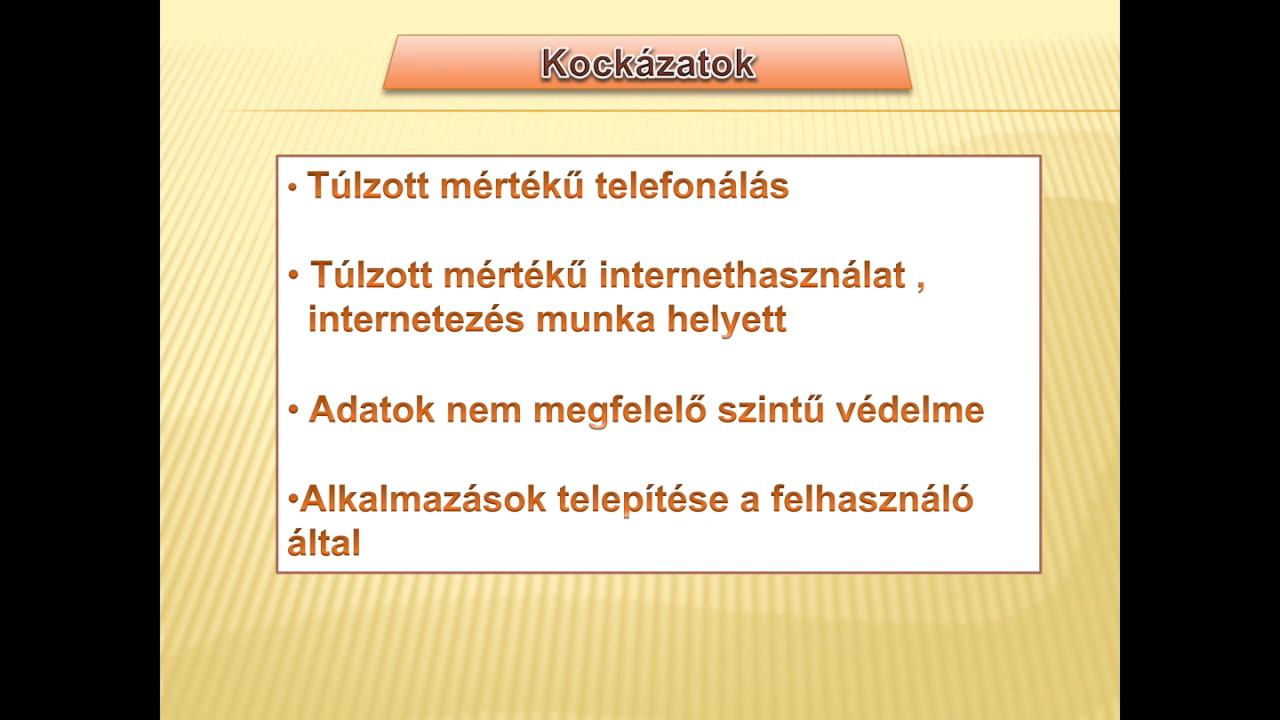 Kockázatok
• Túlzott mértékű telefonálás
• Túlzott mértékű internethasználat ,
internetezés munka helyett
• Adatok nem megfelelő szintű védelme
•Alkalmazások telepítése a felhasználó
által